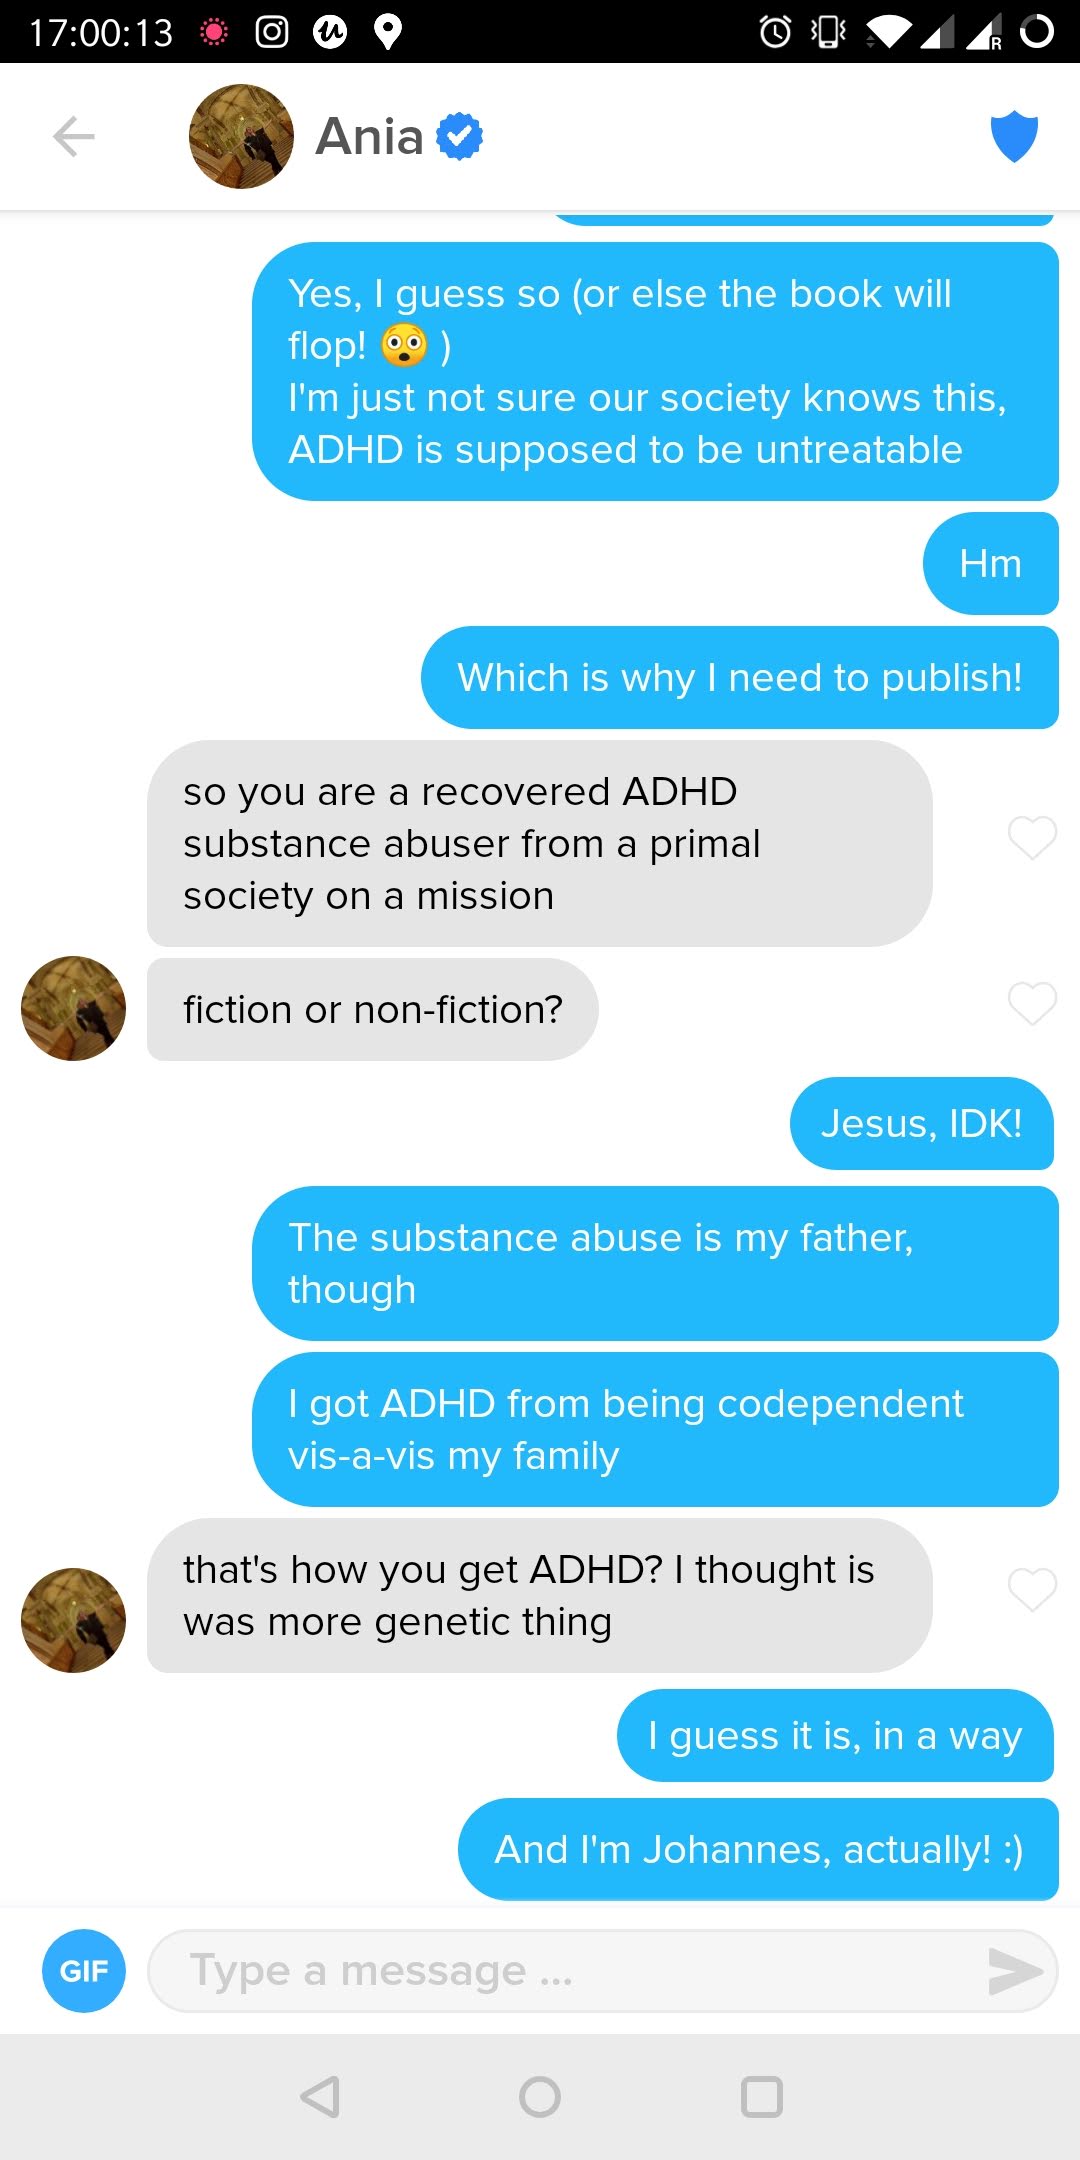 17:00:13
R
Ania
Yes, I guess so (or else the book will
flop! 😳 )
I'm just not sure our society knows this,
ADHD is supposed to be untreatable
Hm
Which is why I need to publish!
so you are a recovered ADHD
substance abuser from a primal
society on a mission
fiction or non-fiction?
Jesus, IDK!
The substance abuse is my father,
though
I got ADHD from being codependent
vis-a-vis my family
that's how you get ADHD? I thought is
was more genetic thing
I guess it is, in a way
And I'm Johannes, actually! :)
GIF
Type a message ...